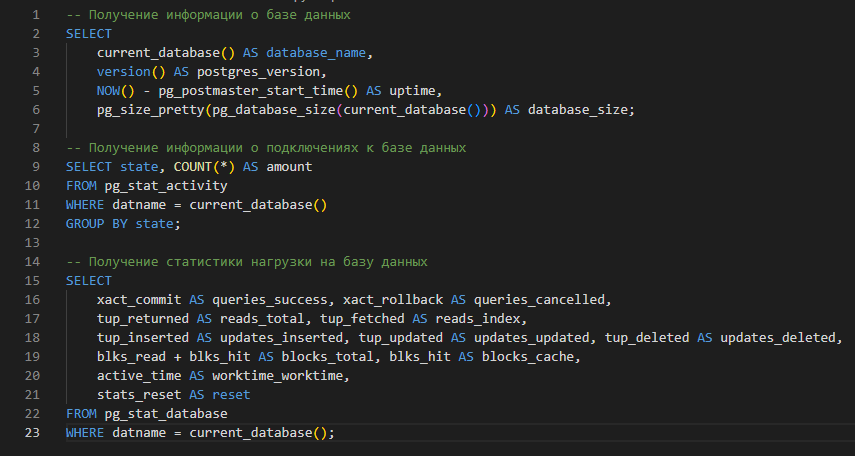 1 -- Получение информации о базе данных
2 SELECT
3     current_database() AS database_name,
4     version() AS postgres_version,
5     NOW() - pg_postmaster_start_time() AS uptime,
6     pg_size_pretty(pg_database_size(current_database())) AS database_size;
7
8 -- Получение информации о подключениях к базе данных
9 SELECT state, COUNT(*) AS amount
10 FROM pg_stat_activity
11 WHERE datname = current_database()
12 GROUP BY state;
13
14 -- Получение статистики нагрузки на базу данных
15 SELECT
16     xact_commit AS queries_success, xact_rollback AS queries_cancelled,
17     tup_returned AS reads_total, tup_fetched AS reads_index,
18     tup_inserted AS updates_inserted, tup_updated AS updates_updated, tup_deleted AS updates_deleted,
19     blks_read + blks_hit AS blocks_total, blks_hit AS blocks_cache,
20     active_time AS worktime_worktime,
21     stats_reset AS reset
22 FROM pg_stat_database
23 WHERE datname = current_database();